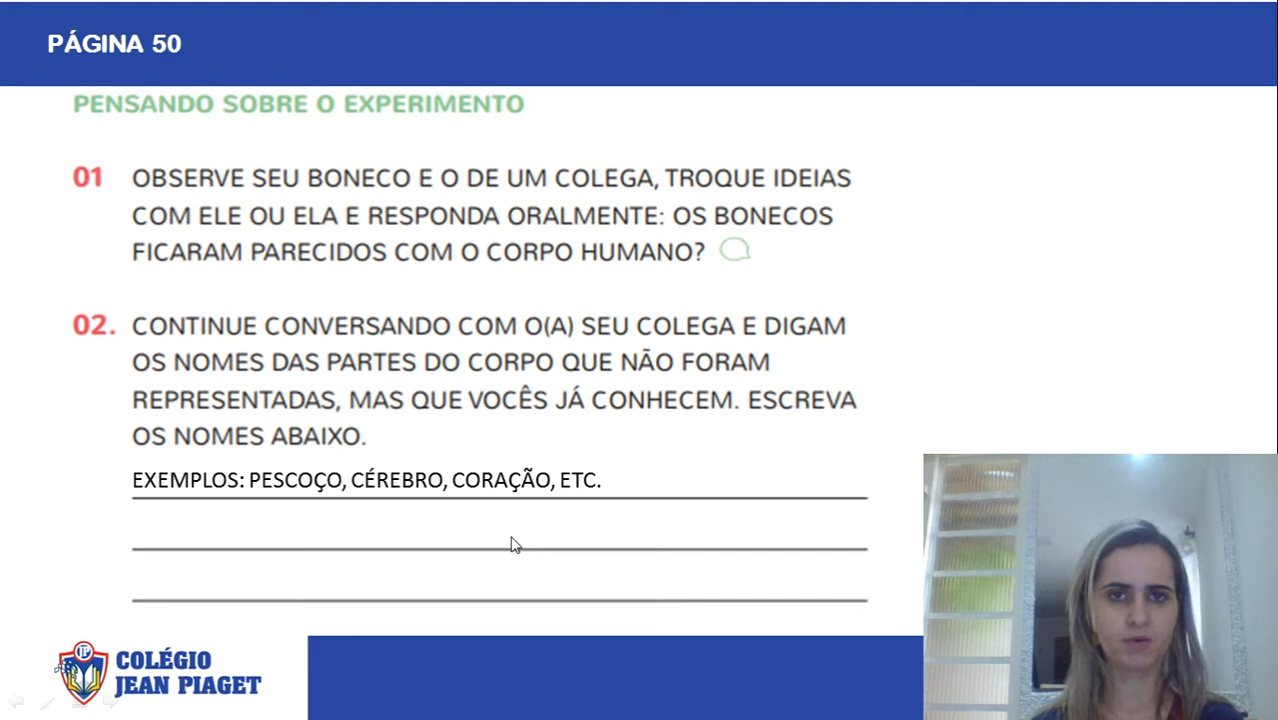 PÁGINA 50
PENSANDO SOBRE O EXPERIMENTO
01 OBSERVE SEU BONECO E O DE UM COLEGA, TROQUE IDEIAS
COM ELE OU ELA E RESPONDA ORALMENTE: OS BONECOS
FICARAM PARECIDOS COM O CORPO HUMANO?
02. CONTINUE CONVERSANDO COM O(A) SEU COLEGA E DIGAM
OS NOMES DAS PARTES DO CORPO QUE NÃO FORAM
REPRESENTADAS, MAS QUE VOCÊS JÁ CONHECEM. ESCREVA
OS NOMES ABAIXO.
EXEMPLOS: PESCOÇO, CÉREBRO, CORAÇÃO, ETC.
COLÉGIO
JEAN PIAGET